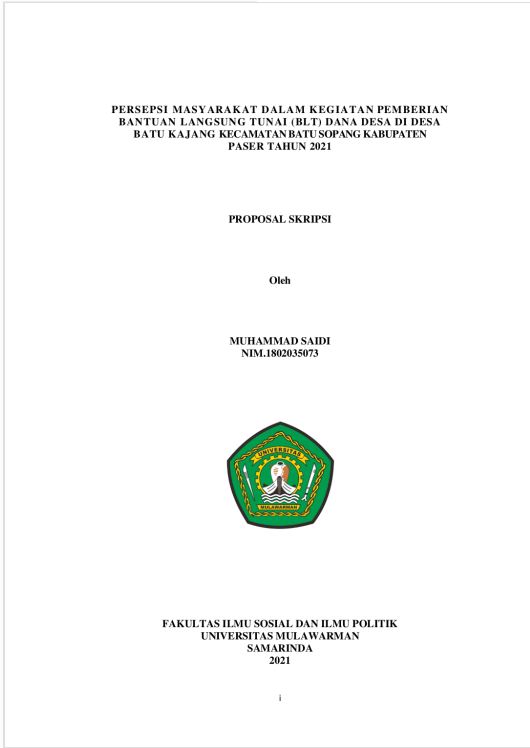 PERSEPSI MASYARAKAT DALAM KEGIATAN PEMBERIAN
BANTUAN LANGSUNG TUNAI (BLT) DANA DESA DI DESA
BATU KAJANG KECAMATAN BATU SOPANG KABUPATEN
PASER TAHUN 2021
PROPOSAL SKRIPSI
Oleh
MUHAMMAD SAIDI
NIM.1802035073
UNIVERSITAS
MULAWARMAN
FAKULTAS ILMU SOSIAL DAN ILMU POLITIK
UNIVERSITAS MULAWARMAN
SAMARINDA
2021
i